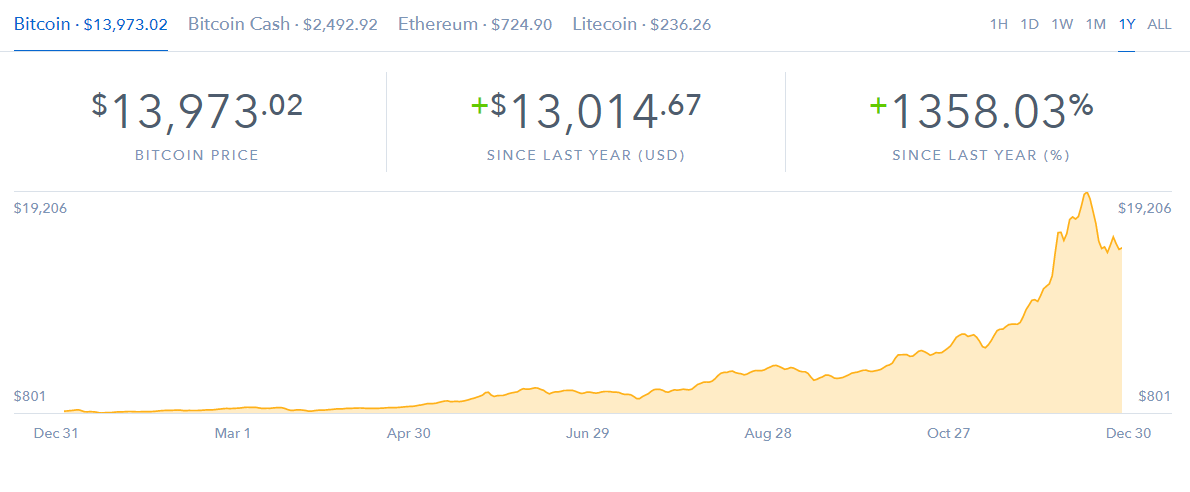 Bitcoin · $13,973.02 Bitcoin Cash · $2,492.92 Ethereum · $724.90 Litecoin · $236.26 1H 1D 1W 1M 1Y ALL
$13,973.02 +$13,014.67 +1358.03%
BITCOIN PRICE SINCE LAST YEAR (USD) SINCE LAST YEAR (%)
$19,206 $19,206
$801 $801
Dec 31 Mar 1 Apr 30 Jun 29 Aug 28 Oct 27 Dec 30